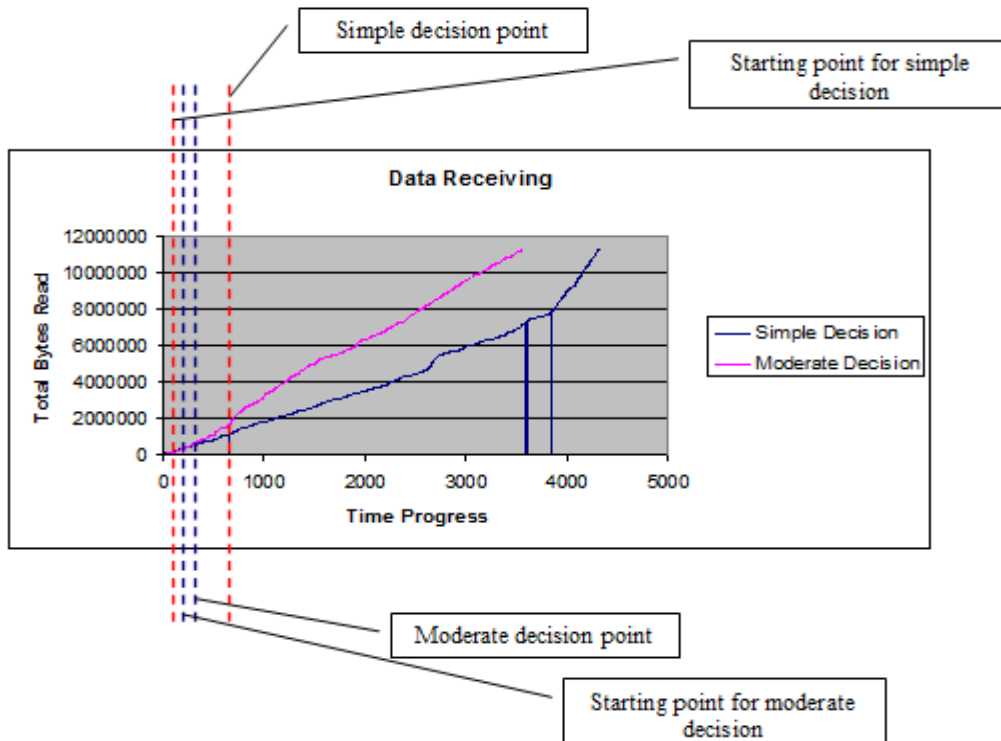 Simple decision point
Starting point for simple
decision
Data Receiving
Total Bytes Read
12000000
10000000
8000000
6000000
4000000
2000000
0
0 1000 2000 3000 4000 5000
Time Progress
Simple Decision
Moderate Decision
Moderate decision point
Starting point for moderate
decision